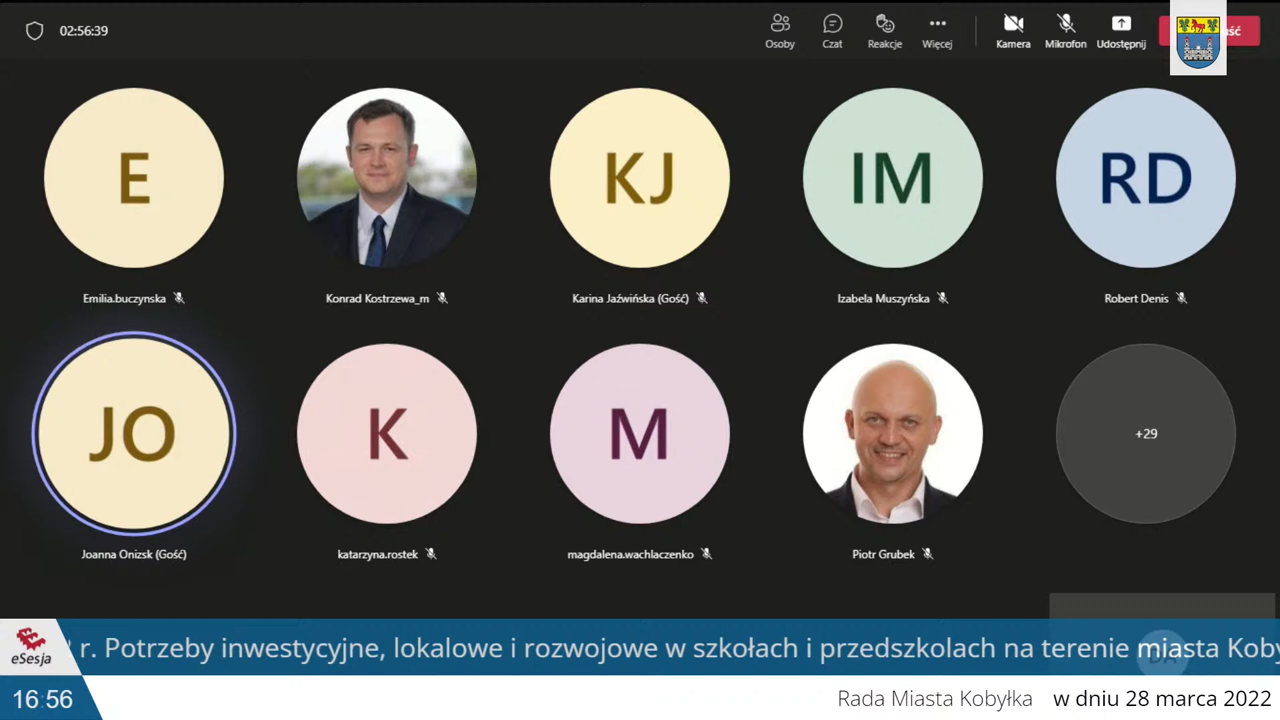 02:56:39
Osoby
Czat
Reakcje
Więcej
Kamera
Mikrofon
Udostępnij
ść
E
KJ
IM
RD
Emilia.buczynska
Konrad Kostrzewa_m
Karina Jaźwińska (Gość)
Izabela Muszyńska
Robert Denis
JO
K
M
+29
Joanna Onizsk (Gość)
katarzyna.rostek
magdalena.wachlaczenko
Piotr Grubek
eSesja
r. Potrzeby inwestycyjne, lokalowe i rozwojowe w szkołach i przedszkolach na terenie miasta Koby
16:56
Rada Miasta Kobyłka w dniu 28 marca 2022